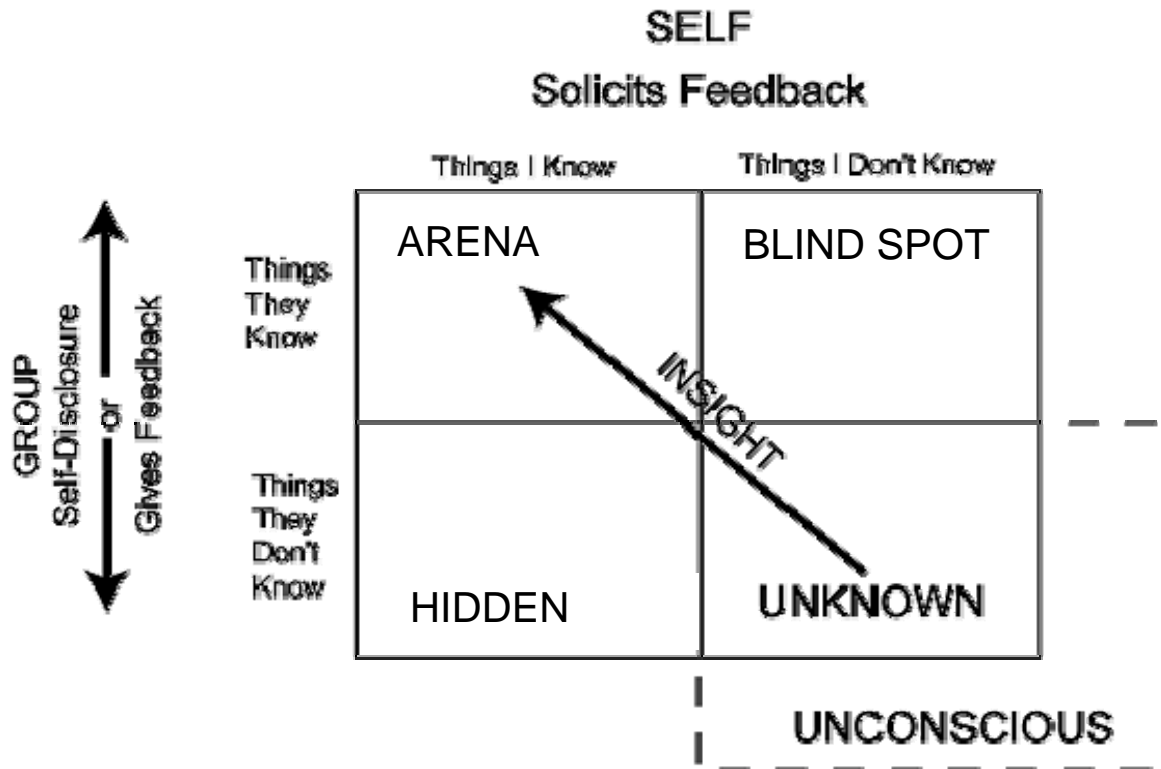 SELF
Solicits Feedback
Things I Know
Things I Don't Know
GROUP
Self-Disclosure
or
Gives Feedback
Things
They
Know
ARENA
BLIND SPOT
INSIGHT
Things
They
Don't
Know
HIDDEN
UNKNOWN
UNCONSCIOUS